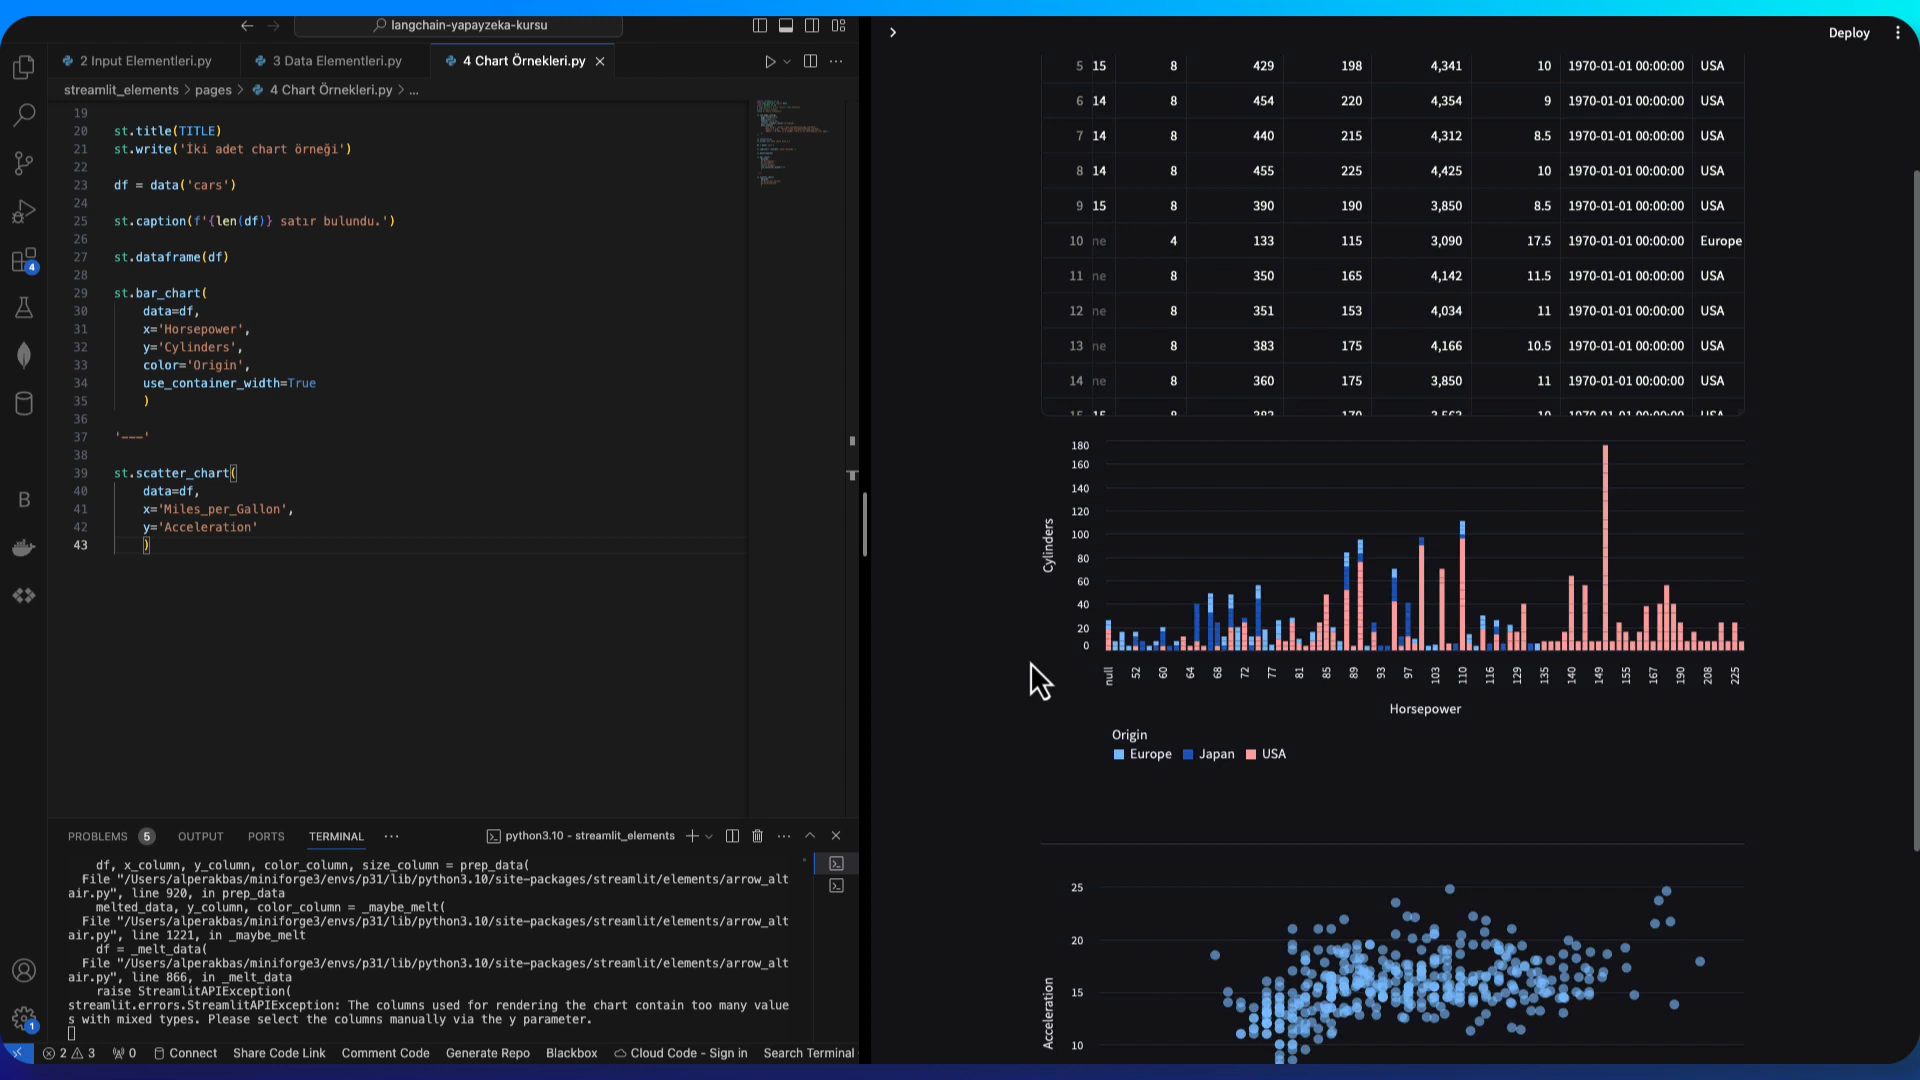 langchain-yapayzeka-kursu
2 Input Elementleri.py
3 Data Elementleri.py
4 Chart Örnekleri.py
streamlit_elements > pages > 4 Chart Örnekleri.py > ...
19
20 st.title(TITLE)
21 st.write('İki adet chart örneği')
22
23 df = data('cars')
24
25 st.caption(f'{len(df)} satır bulundu.')
26
27 st.dataframe(df)
28
29 st.bar_chart(
30 data=df,
31 x='Horsepower',
32 y='Cylinders',
33 color='Origin',
34 use_container_width=True
35 )
36
37 '---'
38
39 st.scatter_chart(
40 data=df,
41 x='Miles_per_Gallon',
42 y='Acceleration'
43 )
4
B
1
PROBLEMS 5 OUTPUT PORTS TERMINAL ...
python3.10 - streamlit_elements
df, x_column, y_column, color_column, size_column = prep_data(
File "/Users/alperakbas/miniforge3/envs/p31/lib/python3.10/site-packages/streamlit/elements/arrow_alt
air.py", line 920, in prep_data
melted_data, y_column, color_column = _maybe_melt(
File "/Users/alperakbas/miniforge3/envs/p31/lib/python3.10/site-packages/streamlit/elements/arrow_alt
air.py", line 1221, in _maybe_melt
df = _melt_data(
File "/Users/alperakbas/miniforge3/envs/p31/lib/python3.10/site-packages/streamlit/elements/arrow_alt
air.py", line 866, in _melt_data
raise StreamlitAPIException(
streamlit.errors.StreamlitAPIException: The columns used for rendering the chart contain too many value
s with mixed types. Please select the columns manually via the y parameter.
2 3 0 Connect Share Code Link Comment Code Generate Repo Blackbox Cloud Code - Sign in Search Terminal
Deploy
5 15 8 429 198 4,341 10 1970-01-01 00:00:00 USA
6 14 8 454 220 4,354 9 1970-01-01 00:00:00 USA
7 14 8 440 215 4,312 8.5 1970-01-01 00:00:00 USA
8 14 8 455 225 4,425 10 1970-01-01 00:00:00 USA
9 15 8 390 190 3,850 8.5 1970-01-01 00:00:00 USA
10 ne 4 133 115 3,090 17.5 1970-01-01 00:00:00 Europe
11 ne 8 350 165 4,142 11.5 1970-01-01 00:00:00 USA
12 ne 8 351 153 4,034 11 1970-01-01 00:00:00 USA
13 ne 8 383 175 4,166 10.5 1970-01-01 00:00:00 USA
14 ne 8 360 175 3,850 11 1970-01-01 00:00:00 USA
15 15 8 383 170 3,563 10 1970-01-01 00:00:00 USA
180
160
140
120
100
80
60
40
20
0
Cylinders
null 52 60 64 68 72 77 81 85 89 93 97 103 110 116 129 135 140 149 155 167 190 208 225
Horsepower
Origin
Europe Japan USA
25
20
15
10
Acceleration